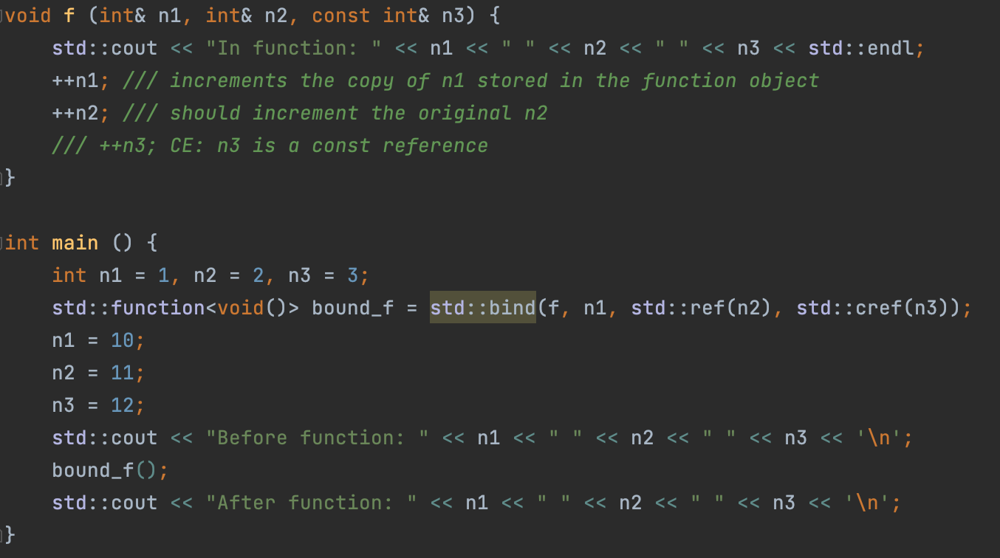 void f (int& n1, int& n2, const int& n3) {
    std::cout << "In function: " << n1 << " " << n2 << " " << n3 << std::endl;
    ++n1; /// increments the copy of n1 stored in the function object
    ++n2; /// should increment the original n2
    /// ++n3; CE: n3 is a const reference
}

int main () {
    int n1 = 1, n2 = 2, n3 = 3;
    std::function<void()> bound_f = std::bind(f, n1, std::ref(n2), std::cref(n3));
    n1 = 10;
    n2 = 11;
    n3 = 12;
    std::cout << "Before function: " << n1 << " " << n2 << " " << n3 << '\n';
    bound_f();
    std::cout << "After function: " << n1 << " " << n2 << " " << n3 << '\n';
}